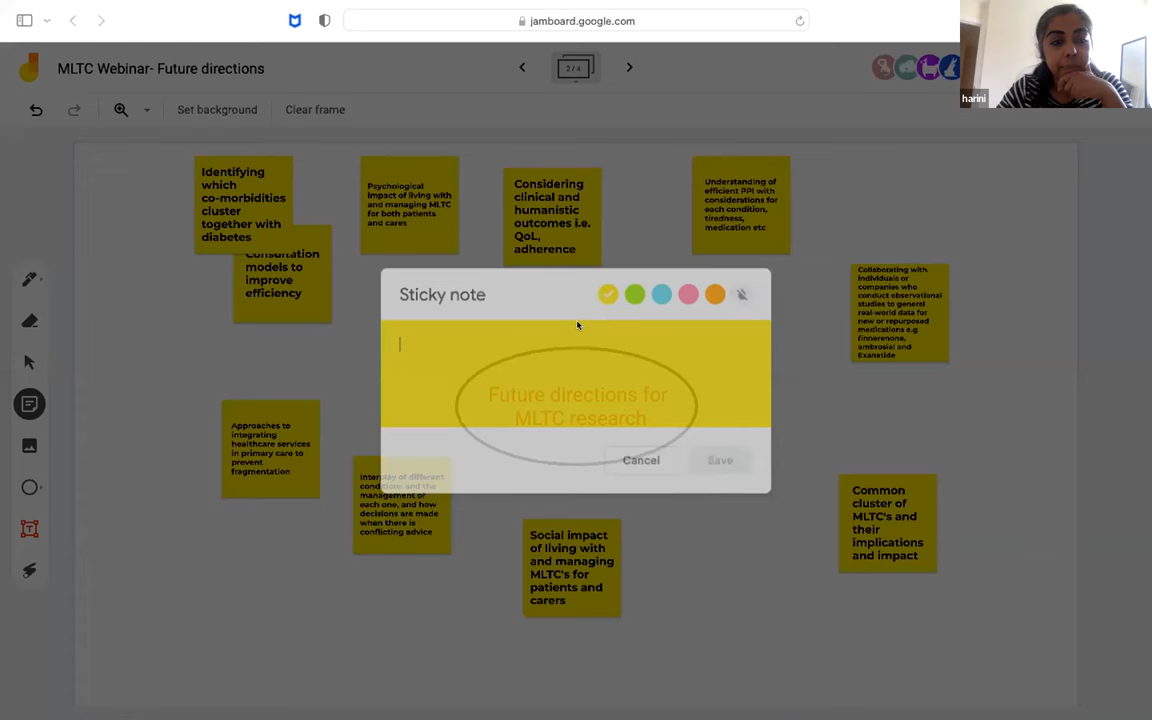 jamboard.google.com
MLTC Webinar- Future directions
2/4
Set background
Clear frame
harini
Identifying
which
co-morbidities
cluster
together with
diabetes
Consultation
models to
improve
efficiency
Psychological
impact of living with
and managing MLTC
for both patients
and cares
Considering
clinical and
humanistic
outcomes i.e.
QoL,
adherence
Understanding of
efficient PPI with
considerations for
each condition,
tiredness,
medication etc
Collaborating with
individuals or
companies who
conduct observational
studies to general
real-world data for
new or repurposed
medications e.g
finnerenone,
ambrosial and
Exanatide
Sticky note
Future directions for
MLTC research
Cancel
Save
Approaches to
integrating
healthcare services
in primary care to
prevent
fragmentation
Interplay of different
conditions and the
management of
each one, and how
decisions are made
when there is
conflicting advice
Social impact
of living with
and managing
MLTC's for
patients and
carers
Common
cluster of
MLTC's and
their
implications
and impact
T